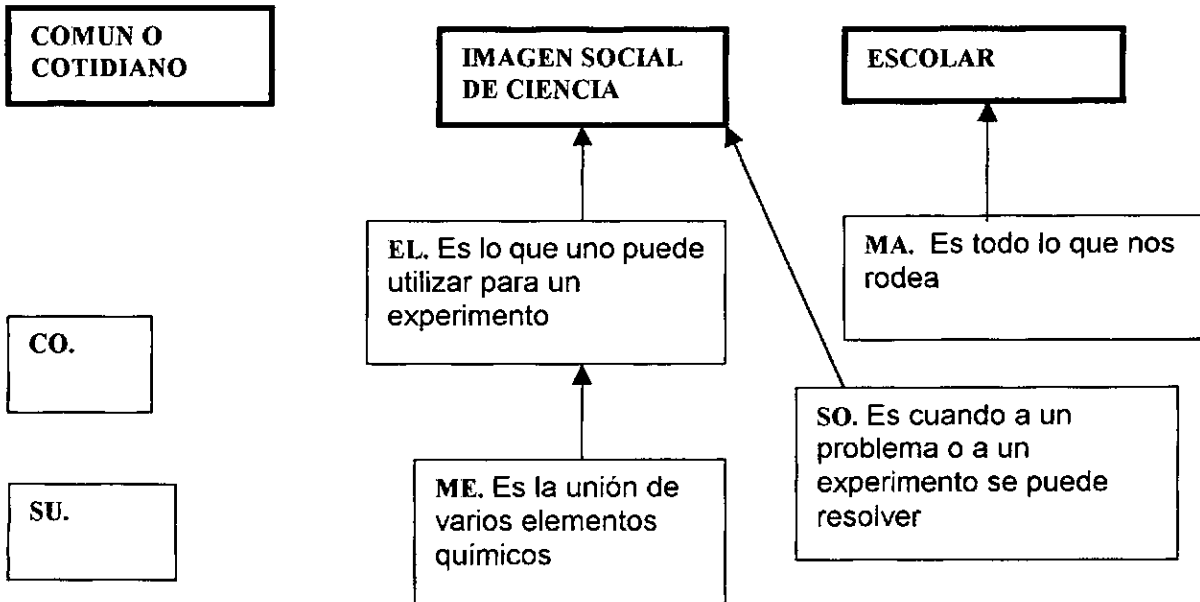 COMUN O
COTIDIANO
IMAGEN SOCIAL
DE CIENCIA
ESCOLAR
EL. Es lo que uno puede
utilizar para un
experimento
MA. Es todo lo que nos
rodea
CO.
SO. Es cuando a un
problema o a un
experimento se puede
resolver
ME. Es la unión de
varios elementos
químicos
SU.